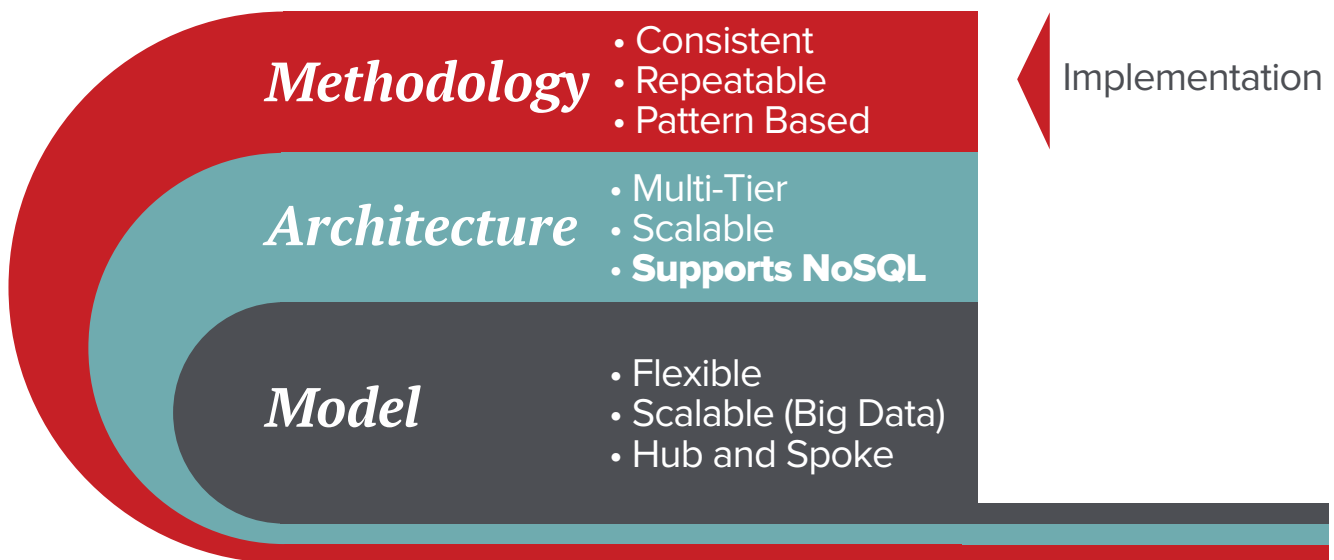 Methodology
• Consistent
• Repeatable
• Pattern Based
Implementation
Architecture
• Multi-Tier
• Scalable
• Supports NoSQL
Model
• Flexible
• Scalable (Big Data)
• Hub and Spoke